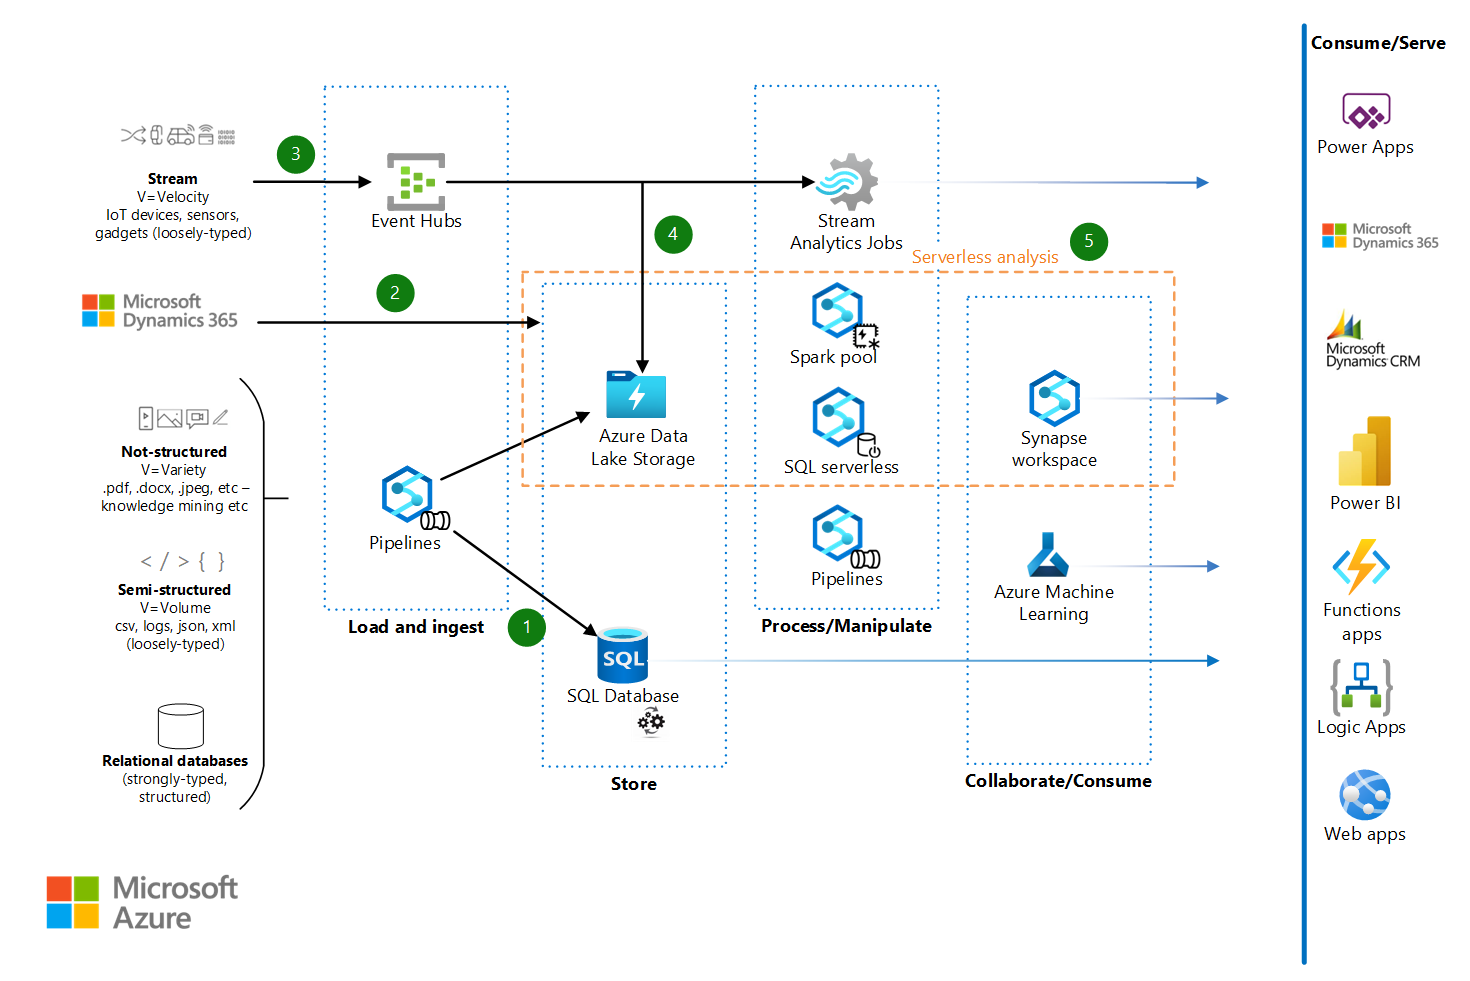 Consume/Serve
3
Stream
V=Velocity
IoT devices, sensors,
gadgets (loosely-typed)
Event Hubs
Stream
Analytics Jobs
4
5
Serverless analysis
2
Microsoft
Dynamics 365
Spark pool
Azure Data
Lake Storage
SQL serverless
Synapse
workspace
Not-structured
V=Variety
.pdf, .docx, .jpeg, etc –
knowledge mining etc
Pipelines
Pipelines
Azure Machine
Learning
< / > { }
Semi-structured
V=Volume
csv, logs, json, xml
(loosely-typed)
Load and ingest
1
Process/Manipulate
SQL
SQL Database
Relational databases
(strongly-typed,
structured)
Store
Collaborate/Consume
Microsoft
Azure
Power Apps
Microsoft
Dynamics 365
Microsoft
Dynamics CRM
Power BI
Functions
apps
Logic Apps
Web apps